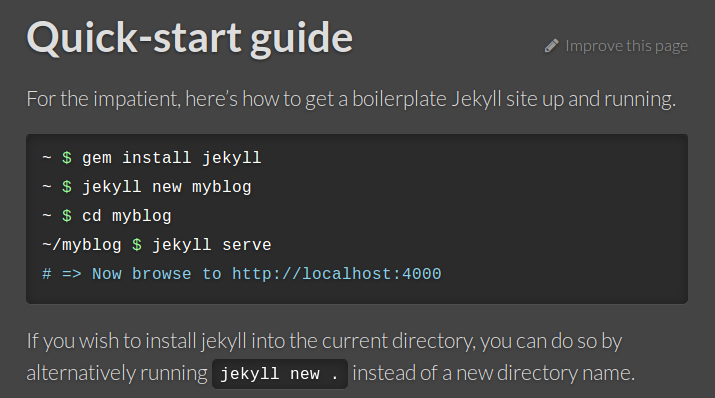 Quick-start guide
Improve this page
For the impatient, here's how to get a boilerplate Jekyll site up and running.
~ $ gem install jekyll
~ $ jekyll new myblog
~ $ cd myblog
~/myblog $ jekyll serve
# => Now browse to http://localhost:4000
If you wish to install jekyll into the current directory, you can do so by
alternatively running jekyll new . instead of a new directory name.